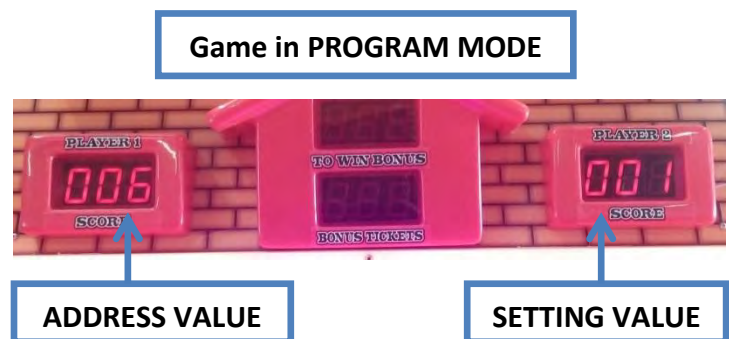 Game in PROGRAM MODE
PLAYER 1
006
SCORE
TO WIN BONUS
BONUS TICKETS
PLAYER 2
001
SCORE
ADDRESS VALUE
SETTING VALUE